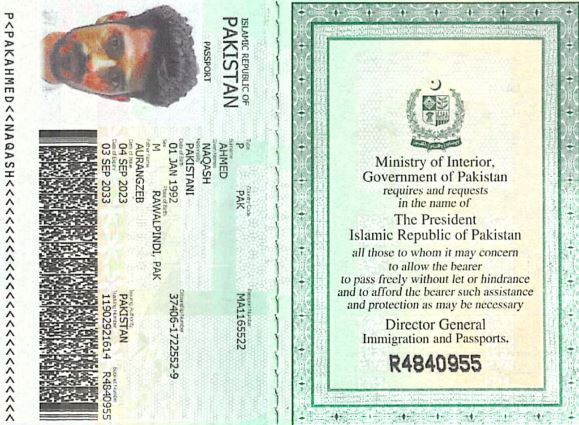 ISLAMIC REPUBLIC OF
PAKISTAN
PASSPORT
Type
Country Code
Passport Number
P
PAK
MA1165522
Surname
AHMED
Given Names
NAQASH
Nationality
PAKISTANI
Date of Birth
Citizenship Number
01 JAN 1992
37406-1722552-9
Sex
Place of Birth
M
RAWALPINDI, PAK
Father Name
AURANGZEB
Date of Issue
Issuing Authority
04 SEP 2023
PAKISTAN
Date of Expiry
Tracking Number
Booklet Number
03 SEP 2033
11902921614
R4840955
P<PAKAHMED<<NAQASH<<<<<<<<<<<<<<<<<<<<<<<<<<
Ministry of Interior,
Government of Pakistan
requires and requests
in the name of
The President
Islamic Republic of Pakistan
all those to whom it may concern
to allow the bearer
to pass freely without let or hindrance
and to afford the bearer such assistance
and protection as may be necessary
Director General
Immigration and Passports.
R4840955